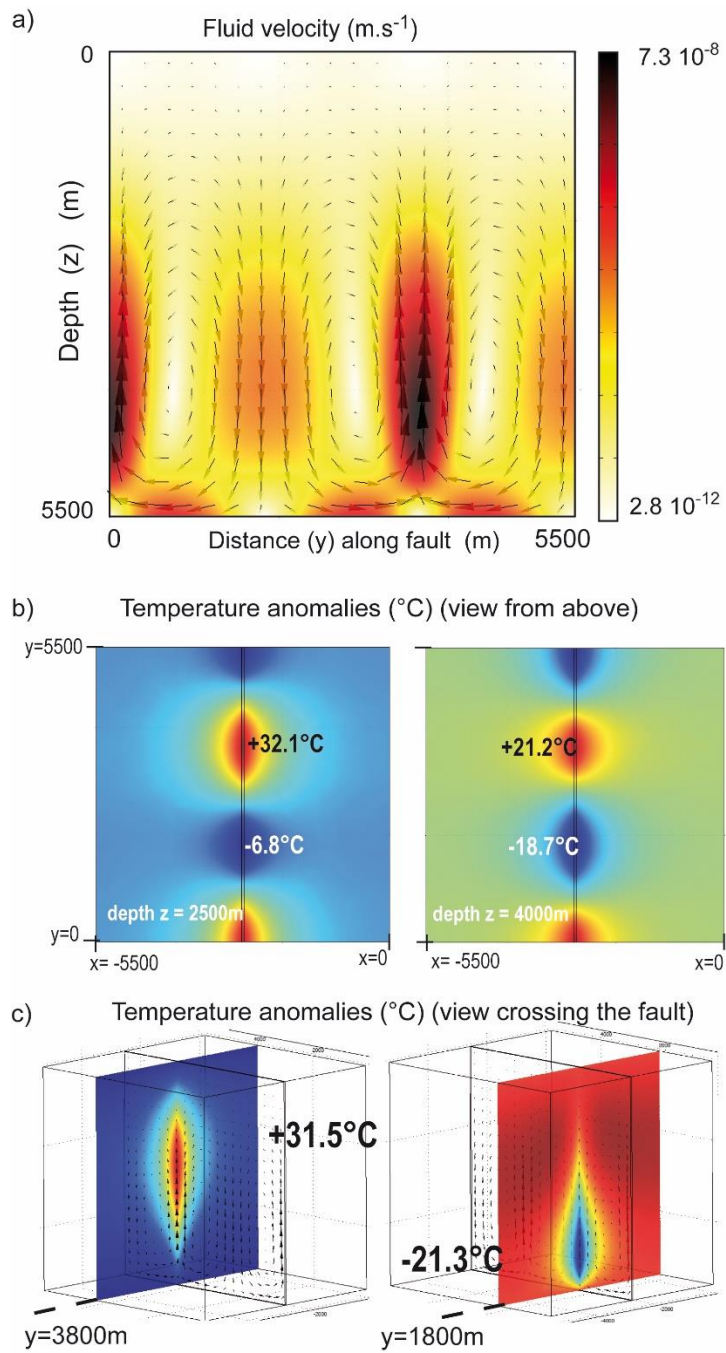 a)
Fluid velocity (m.s⁻¹)
0
7.3 10⁻⁸
Depth (z) (m)
5500
2.8 10⁻¹²
0
Distance (y) along fault (m)
5500
b)
Temperature anomalies (°C) (view from above)
y=5500
+32.1°C
+21.2°C
-6.8°C
-18.7°C
depth z = 2500m
depth z = 4000m
y=0
x= -5500
x=0
x= -5500
x=0
c)
Temperature anomalies (°C) (view crossing the fault)
+31.5°C
-21.3°C
y=3800m
y=1800m